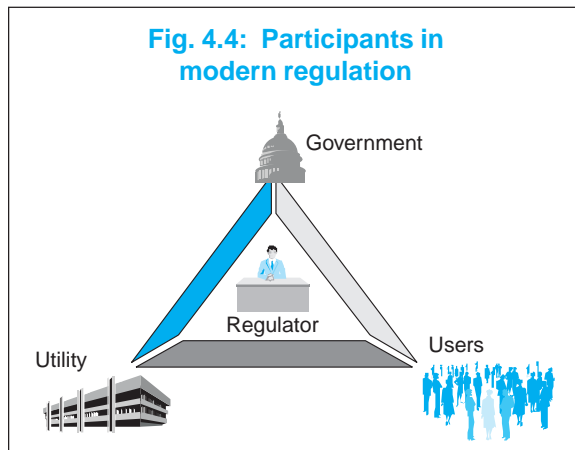 Fig. 4.4: Participants in
modern regulation
Government
Regulator
Utility
Users